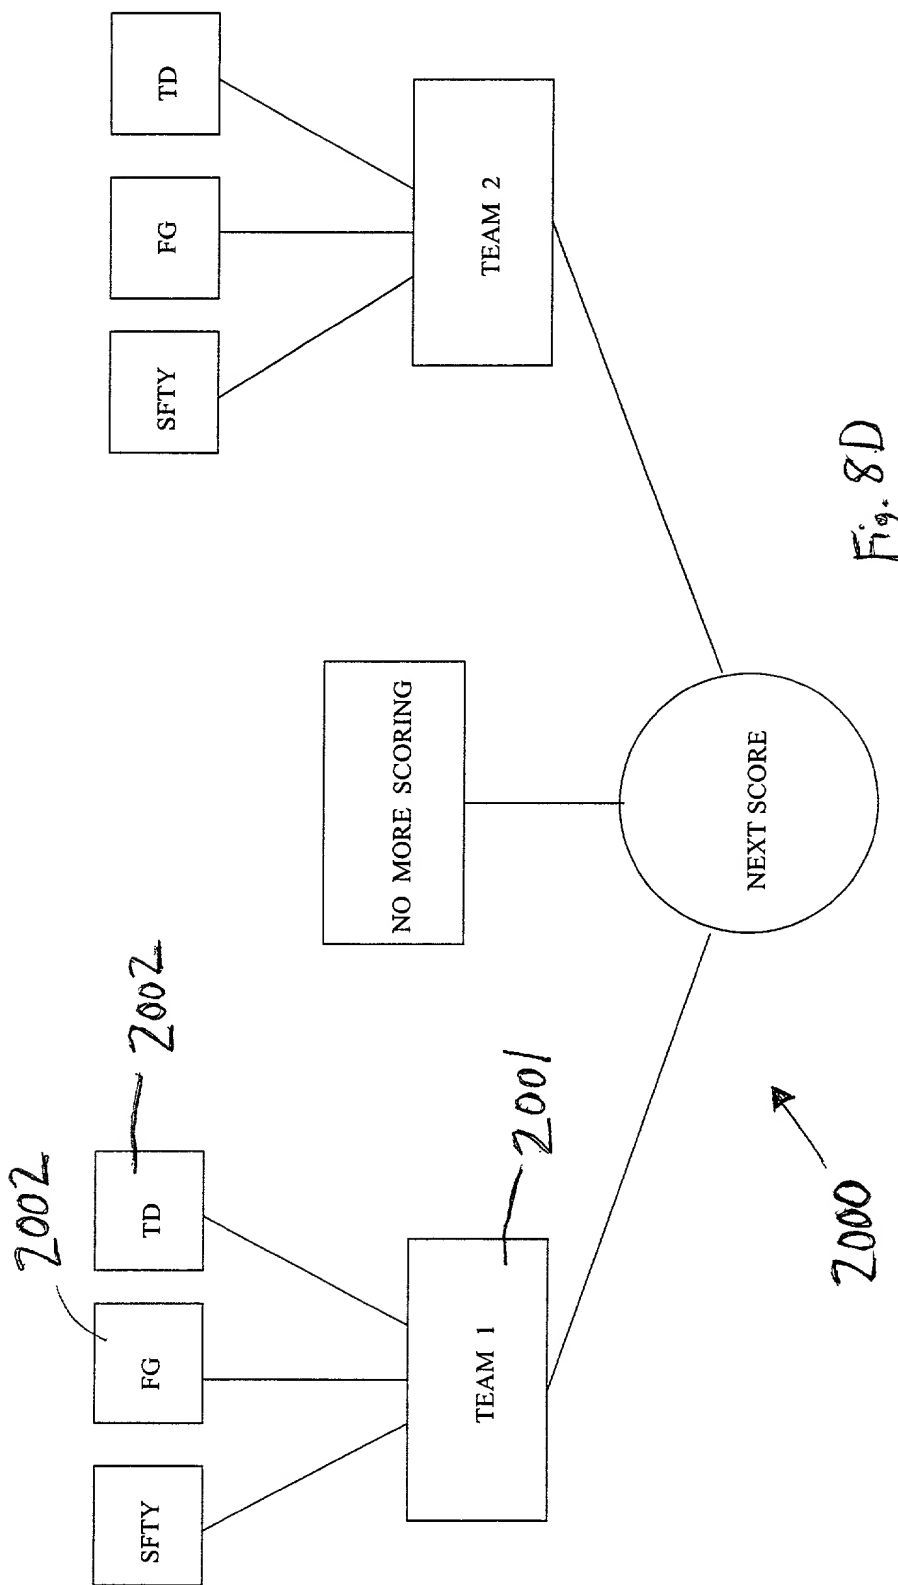 2002
SFTY FG TD 2002 SFTY FG TD
NO MORE SCORING
TEAM 1 2001 TEAM 2
NEXT SCORE
2000 Fig. 8D